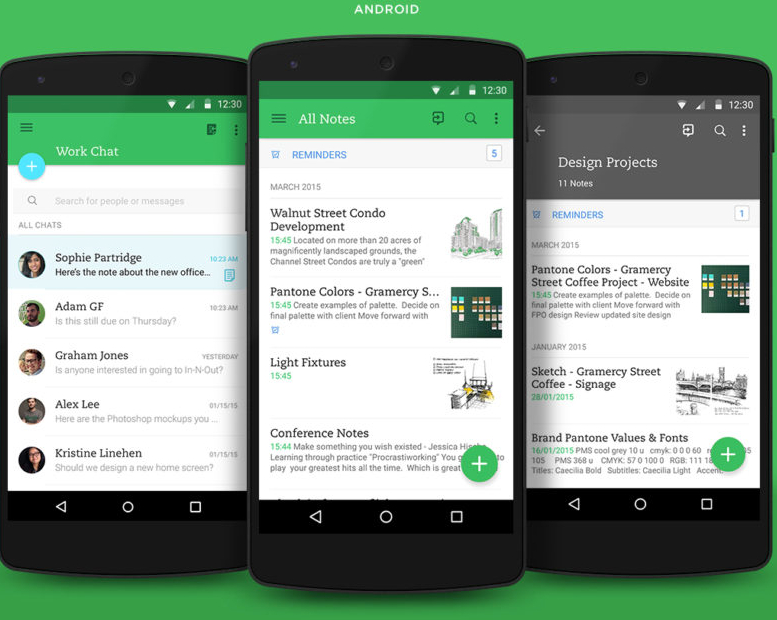 ANDROID
12:30
Work Chat
Search for people or messages
ALL CHATS
Sophie Partridge
10:23 AM
Here's the note about the new office...
Adam GF
10:23 AM
Is this still due on Thursday?
Graham Jones
YESTERDAY
Is anyone interested in going to In-N-Out?
Alex Lee
01/15/15
Here are the Photoshop mockups you ...
Kristine Linehen
01/15/15
Should we design a new home screen?
12:30
All Notes
REMINDERS
5
MARCH 2015
Walnut Street Condo
Development
15:45 Located on more than 20 acres of
magnificently landscaped grounds, the
Channel Street Condos are truly a "green"
Pantone Colors - Gramercy S...
15:45 Create examples of palette. Decide on
final palette with client Move forward with
Light Fixtures
15:45
Conference Notes
15:44 Make something you wish existed - Jessica
Learning through practice "Procrastiworking" You
play your greatest hits all the time. Which is great
12:30
Design Projects
11 Notes
REMINDERS
1
MARCH 2015
Pantone Colors - Gramercy
Street Coffee Project - Website
15:45 Create examples of palette. Decide on
final palette with client Move forward with
FPO design Review updated site design
JANUARY 2015
Sketch - Gramercy Street
Coffee - Signage
28/01/2015
Brand Pantone Values & Fonts
16/01/2015 PMS cool grey 10 u cmyk: 0 0 0 60
105 PMS 368 u CMYK: 57 0 100 0 RGB: 111
Titles: Caecilia Bold Subtitles: Caecilia Light Accent